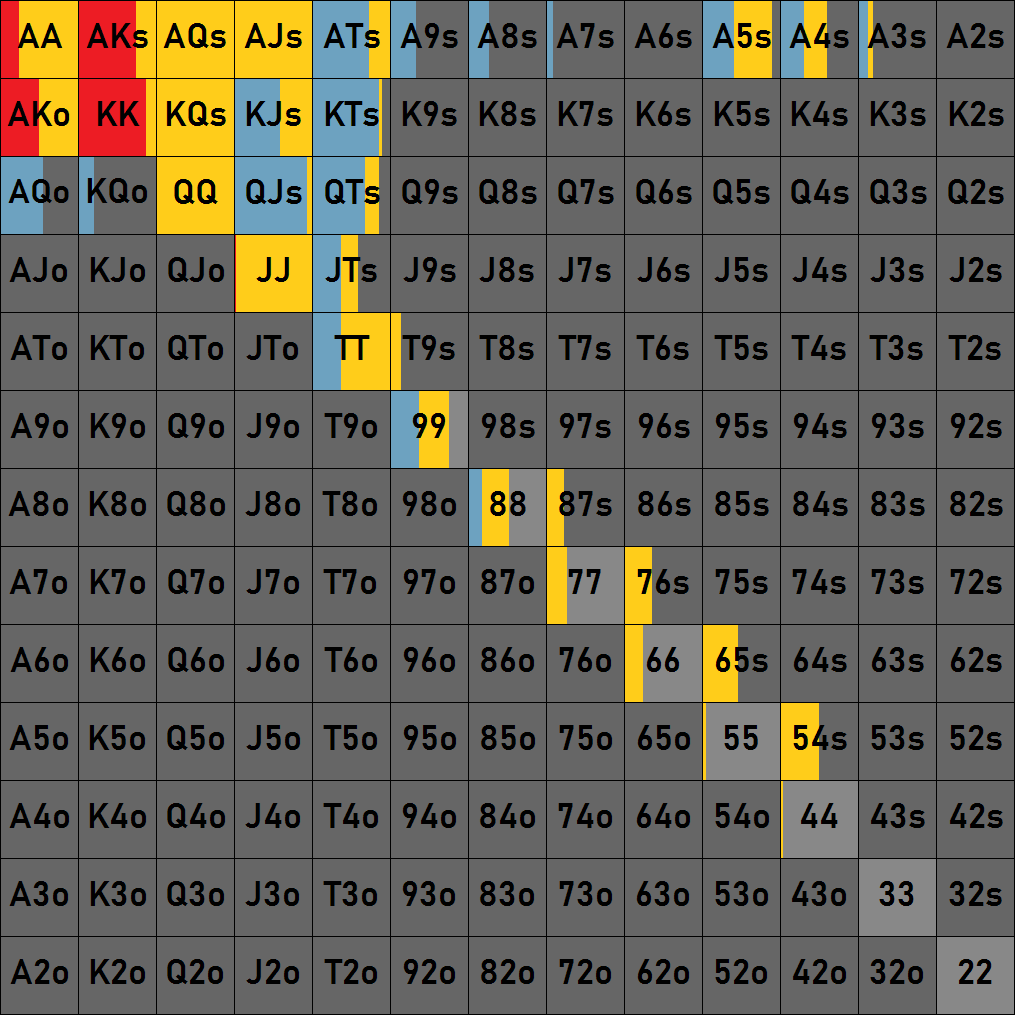 AA AKs AQs AJs ATs A9s A8s A7s A6s A5s A4s A3s A2s
AKo KK KQs KJs KTs K9s K8s K7s K6s K5s K4s K3s K2s
AQo KQo QQ QJs QTs Q9s Q8s Q7s Q6s Q5s Q4s Q3s Q2s
AJo KJo QJo JJ JTs J9s J8s J7s J6s J5s J4s J3s J2s
ATo KTo QTo JTo TT T9s T8s T7s T6s T5s T4s T3s T2s
A9o K9o Q9o J9o T9o 99 98s 97s 96s 95s 94s 93s 92s
A8o K8o Q8o J8o T8o 98o 88 87s 86s 85s 84s 83s 82s
A7o K7o Q7o J7o T7o 97o 87o 77 76s 75s 74s 73s 72s
A6o K6o Q6o J6o T6o 96o 86o 76o 66 65s 64s 63s 62s
A5o K5o Q5o J5o T5o 95o 85o 75o 65o 55 54s 53s 52s
A4o K4o Q4o J4o T4o 94o 84o 74o 64o 54o 44 43s 42s
A3o K3o Q3o J3o T3o 93o 83o 73o 63o 53o 43o 33 32s
A2o K2o Q2o J2o T2o 92o 82o 72o 62o 52o 42o 32o 22